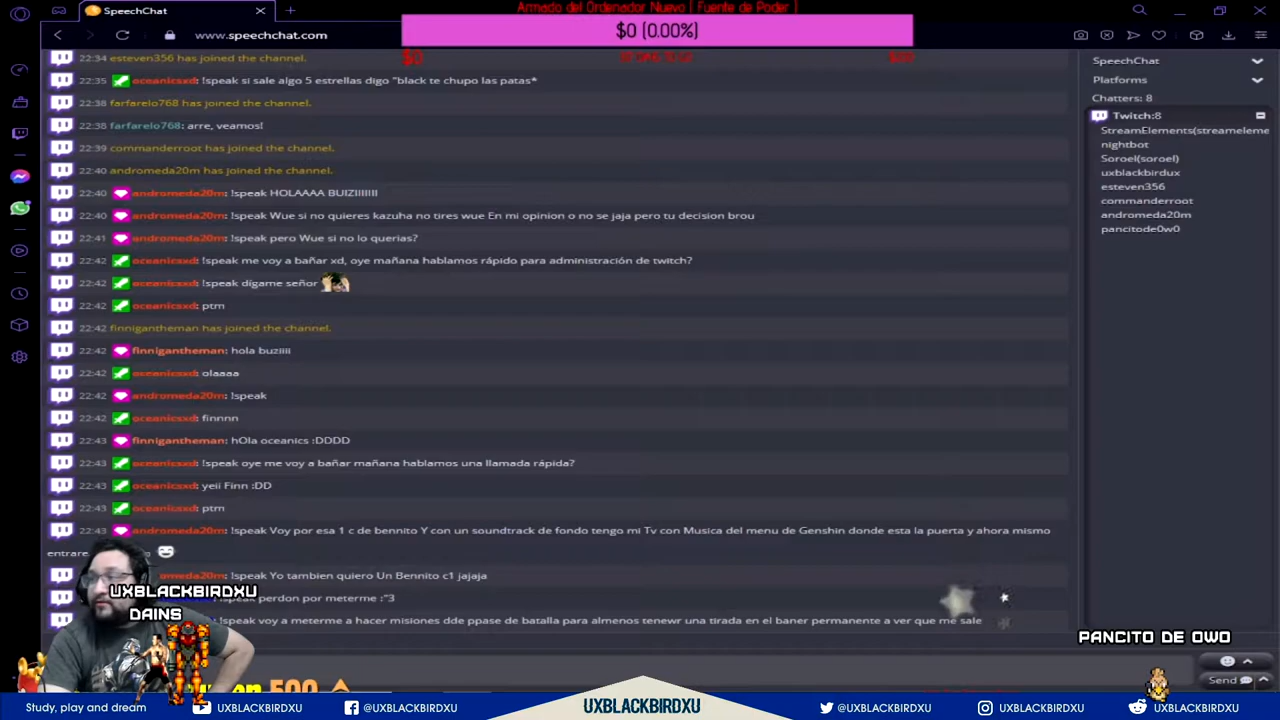 SpeechChat
Armado del Ordenador Nuevo | Fuente de Poder |
www.speechchat.com
$0 (0.00%)
$0
22:34 esteven356 has joined the channel.
22:35 oceanicsxd: !speak si sale algo 5 estrellas digo "black te chupo las patas*
22:38 farfarelo768 has joined the channel.
22:38 farfarelo768: arre, veamos!
22:39 commanderroot has joined the channel.
22:40 andromeda20m has joined the channel.
22:40 andromeda20m: !speak HOLAAAA BUIZIIIIIII
22:40 andromeda20m: !speak Wue si no quieres kazuha no tires wue En mi opinion o no se jaja pero tu decision brou
22:41 andromeda20m: !speak pero Wue si no lo querias?
22:42 oceanicsxd: !speak me voy a bañar xd, oye mañana hablamos rápido para administración de twitch?
22:42 oceanicsxd: !speak dígame señor
22:42 oceanicsxd: ptm
22:42 finnigantheman has joined the channel.
22:42 finnigantheman: hola buziiii
22:42 oceanicsxd: olaaaa
22:42 andromeda20m: !speak
22:42 oceanicsxd: finnnn
22:43 finnigantheman: hOla oceanics :DDDD
22:43 oceanicsxd: !speak oye me voy a bañar mañana hablamos una llamada rápida?
22:43 oceanicsxd: yeii Finn :DD
22:43 oceanicsxd: ptm
22:43 andromeda20m: !speak Voy por esa 1 c de bennito Y con un soundtrack de fondo tengo mi Tv con Musica del menu de Genshin donde esta la puerta y ahora mismo
entrare
omeda20m: !speak Yo tambien quiero Un Bennito c1 jajaja
!speak perdon por meterme :"3
: !speak voy a meterme a hacer misiones dde ppase de batalla para almenos tenewr una tirada en el baner permanente a ver que me sale
SpeechChat
Platforms
Chatters: 8
Twitch:8
StreamElements(streameleme
nightbot
Soroel(soroel)
uxblackbirdux
esteven356
commanderroot
andromeda20m
pancitode0w0
UXBLACKBIRDXU
DAINS
PANCITO DE OWO
500
Send
Study, play and dream
UXBLACKBIRDXU
@UXBLACKBIRDXU
UXBLACKBIRDXU
@UXBLACKBIRDXU
UXBLACKBIRDXU
UXBLACKBIRDXU